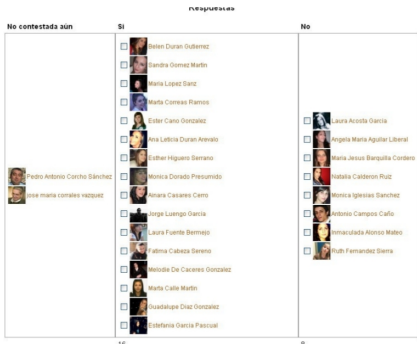 Respuestas
No contestada aún
Si
No
Pedro Antonio Corcho Sánchez
jose maria corrales vazquez
Belen Duran Gutierrez
Sandra Gomez Martin
Maria Lopez Sanz
Marta Correas Ramos
Ester Cano Gonzalez
Ana Leticia Duran Arevalo
Esther Higuero Serrano
Monica Dorado Presumido
Ainara Casares Cerro
Jorge Luengo García
Laura Fuente Bermejo
Fatima Cabeza Sereno
Melodie De Caceres Gonzalez
Marta Calle Martin
Guadalupe Diaz Gonzalez
Estefania Garcia Pascual
Laura Acosta Garcia
Angela Maria Aguilar Liberal
Maria Jesus Barquilla Cordero
Natalia Calderon Ruiz
Monica Iglesias Sanchez
Antonio Campos Caño
Inmaculada Alonso Mateo
Ruth Fernandez Sierra